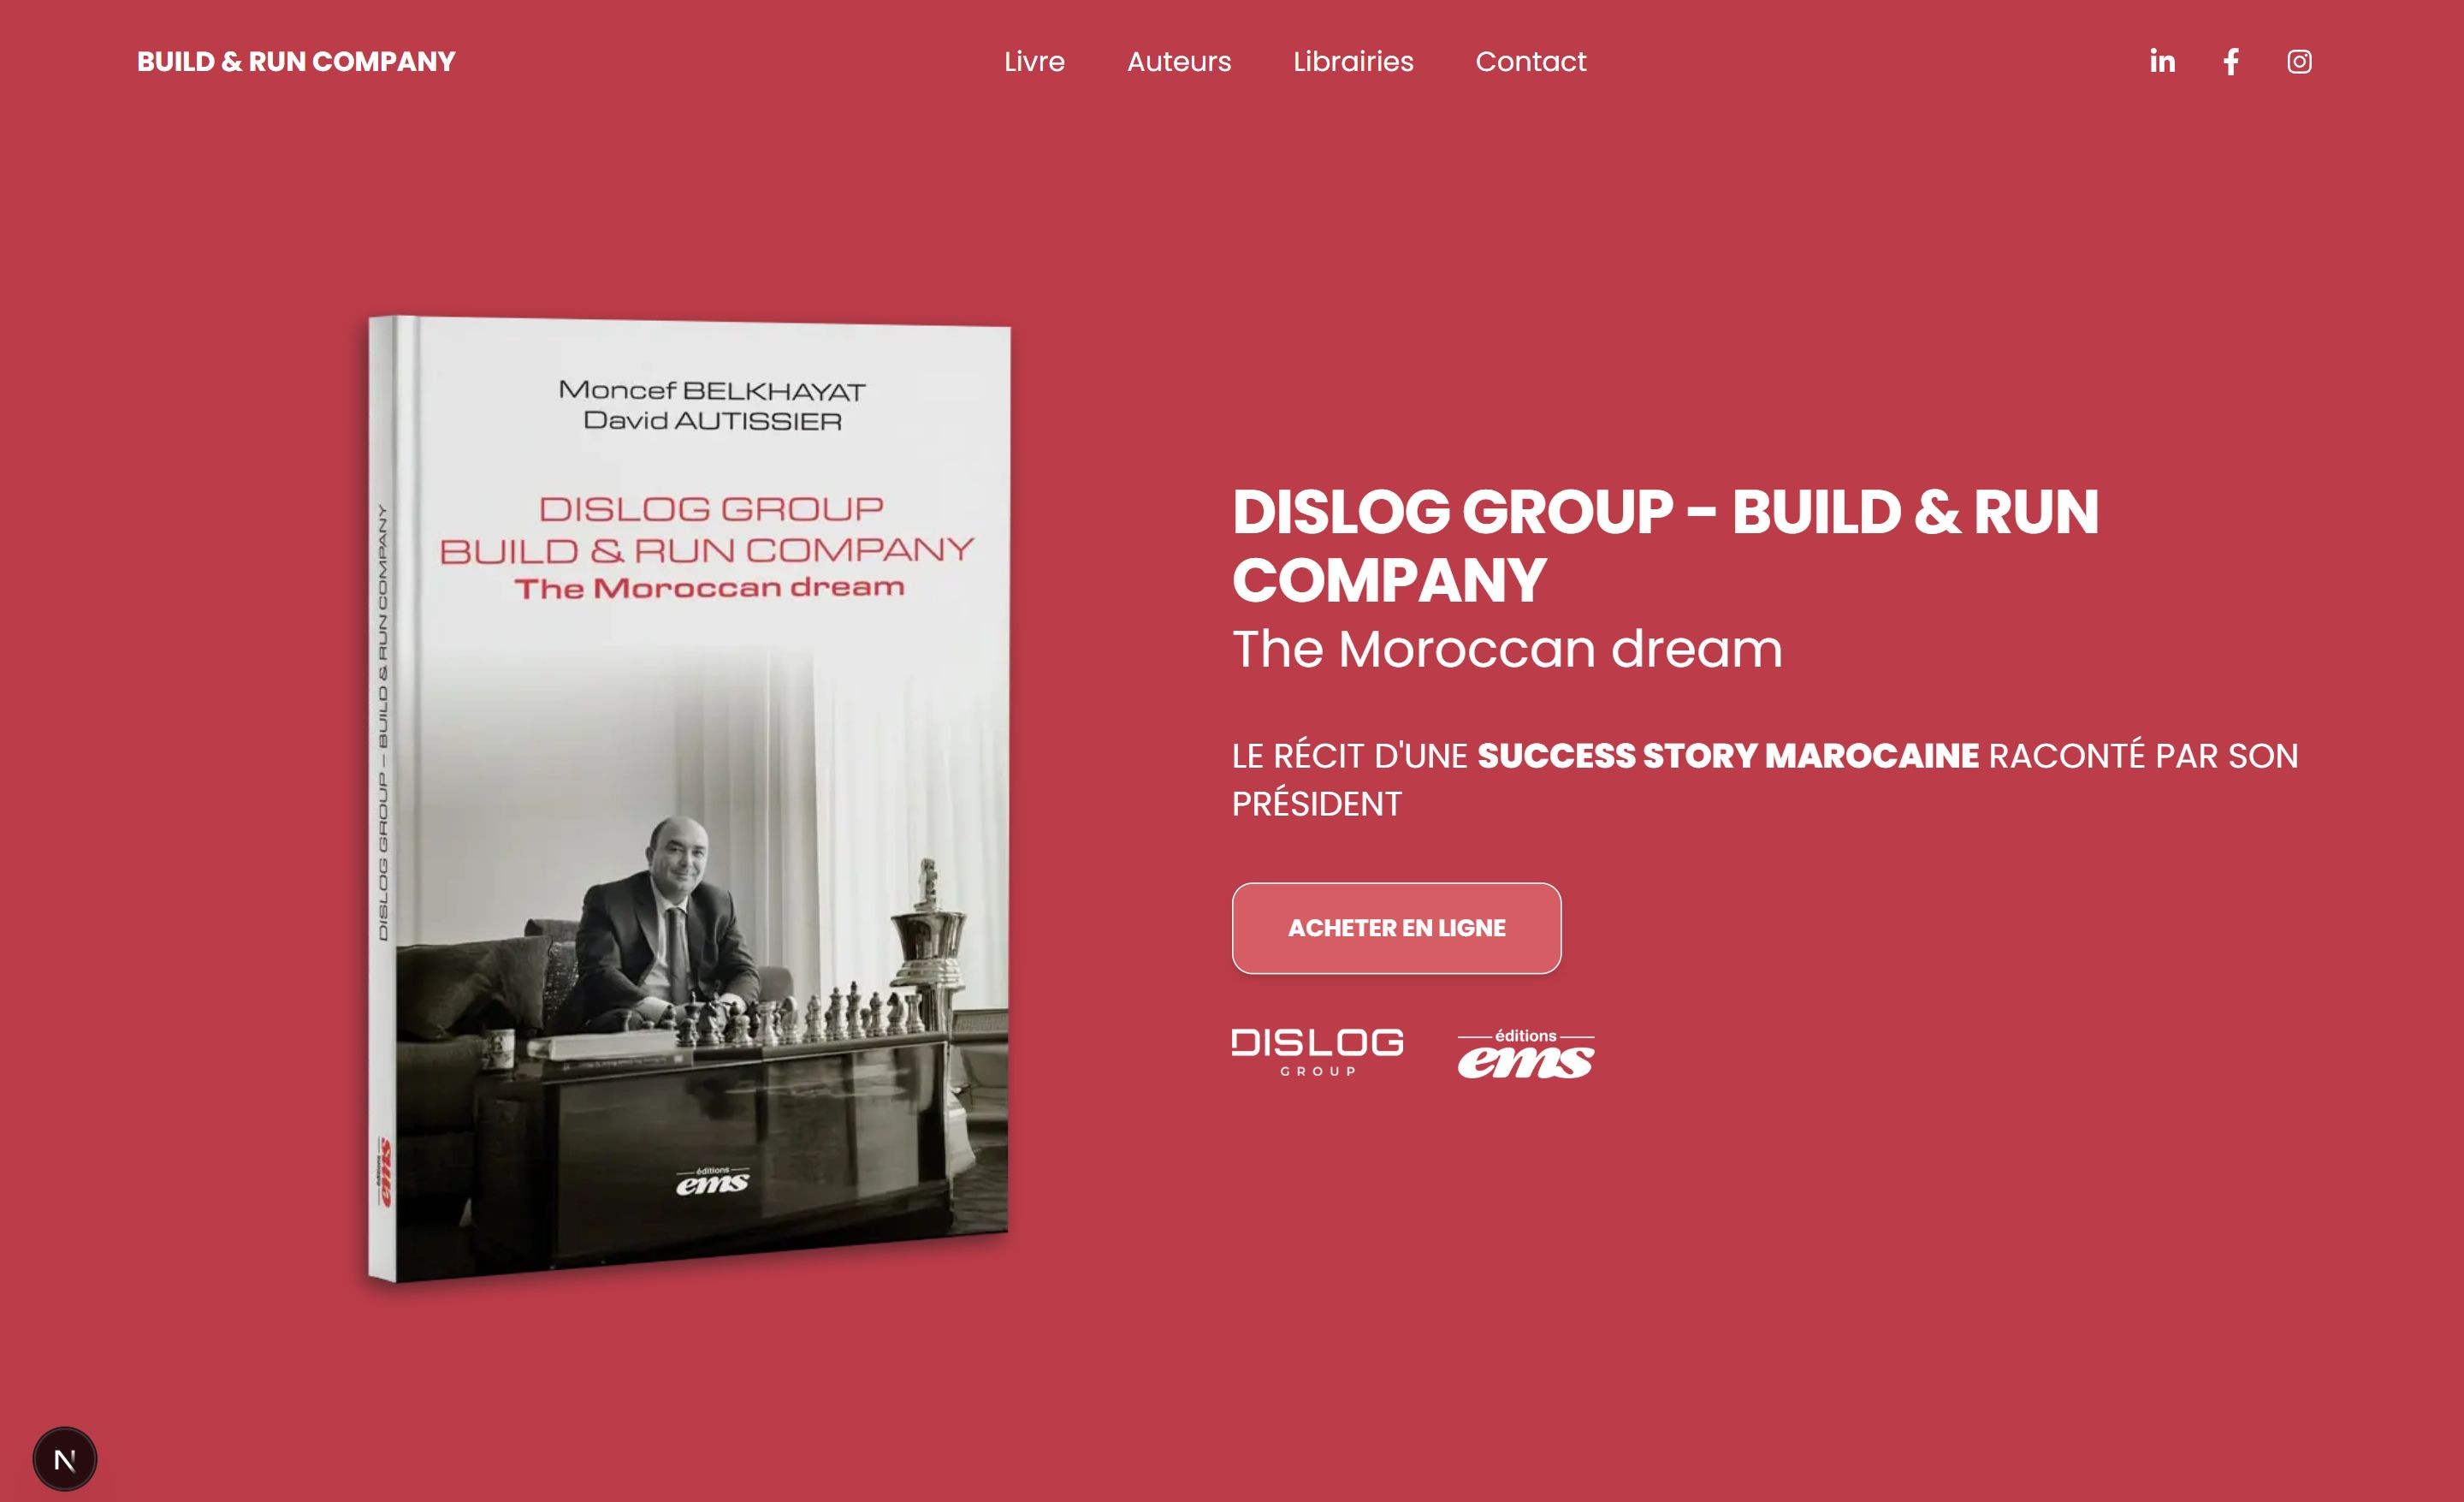 BUILD & RUN COMPANY
Livre
Auteurs
Librairies
Contact
in
f
Moncef BELKHAYAT
David AUTISSIER
DISLOG GROUP
BUILD & RUN COMPANY
The Moroccan dream
DISLOG GROUP – BUILD & RUN COMPANY
éditions
ems
éditions
ems
DISLOG GROUP - BUILD & RUN
COMPANY
The Moroccan dream
LE RÉCIT D'UNE SUCCESS STORY MAROCAINE RACONTÉ PAR SON
PRÉSIDENT
ACHETER EN LIGNE
DISLOG
GROUP
éditions
ems
N